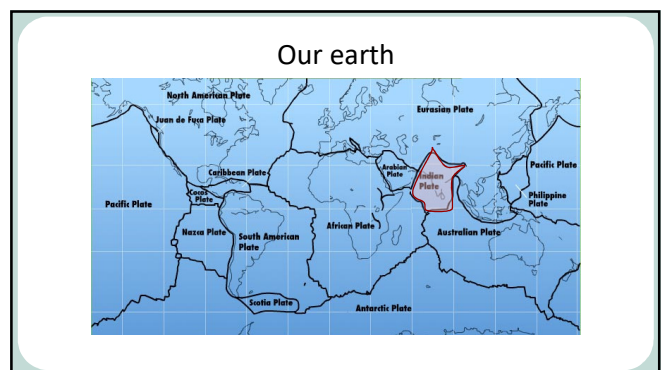 Our earth
North American Plate
Eurasian Plate
Juan de Fuca Plate
Caribbean Plate
Arabian
Plate
Indian
Plate
Pacific Plate
Cocos
Plate
Philippine
Plate
Pacific Plate
Nazca Plate
South American
Plate
African Plate
Australian Plate
Scotia Plate
Antarctic Plate